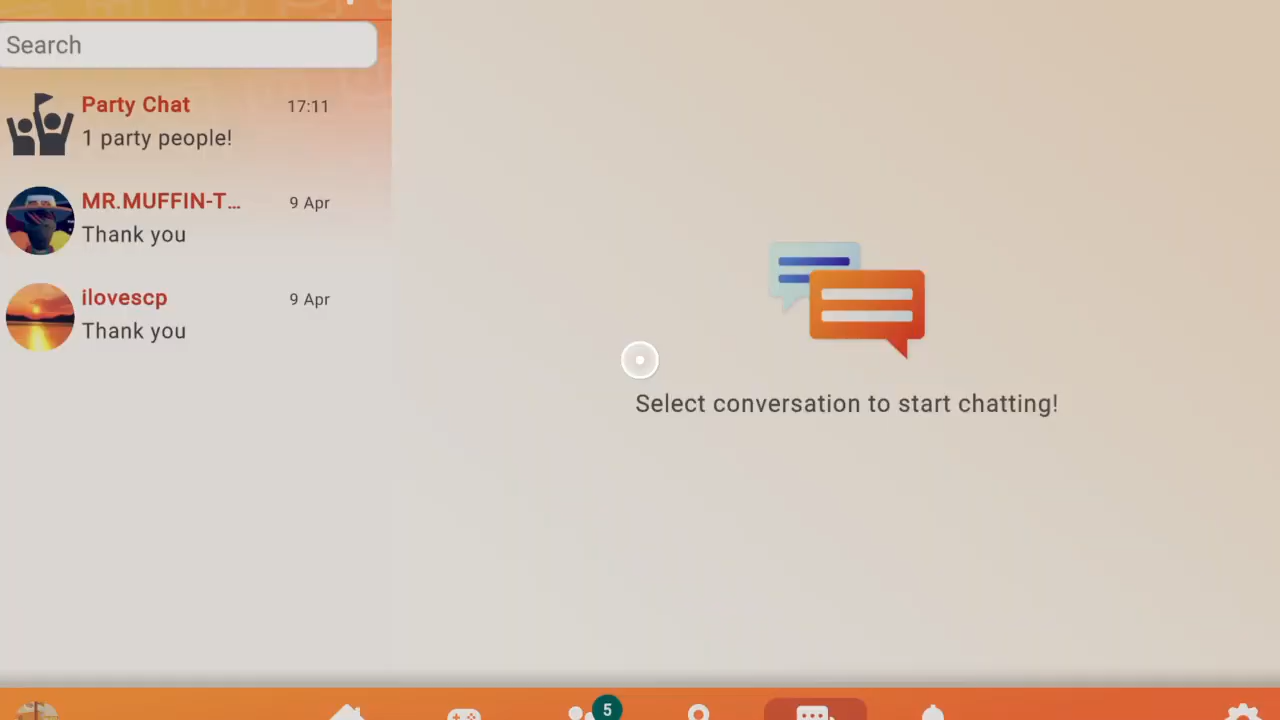 Search
Party Chat
17:11
1 party people!
MR.MUFFIN-T...
9 Apr
Thank you
ilovescp
9 Apr
Thank you
Select conversation to start chatting!
5